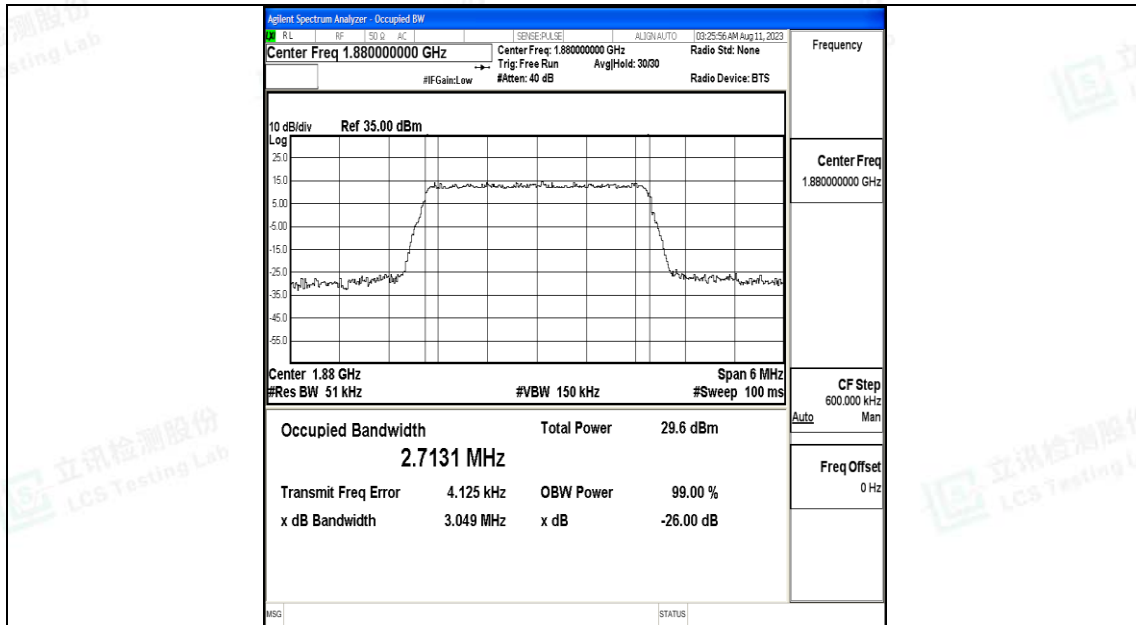 Agilent Spectrum Analyzer - Occupied BW
RL RF 50 Ω AC SENSE:PULSE ALIGN AUTO 03:25:56 AM Aug 11, 2023
Center Freq 1.880000000 GHz
Center Freq: 1.880000000 GHz Radio Std: None
Trig: Free Run Avg|Hold: 30/30
#IFGain:Low #Atten: 40 dB Radio Device: BTS
Frequency
10 dB/div Ref 35.00 dBm
Log
25.0
15.0
5.00
-5.00
-15.0
-25.0
-35.0
-45.0
-55.0
Center 1.88 GHz Span 6 MHz
#Res BW 51 kHz #VBW 150 kHz #Sweep 100 ms
Center Freq
1.880000000 GHz
CF Step
600.000 kHz
Auto Man
Freq Offset
0 Hz
Occupied Bandwidth Total Power 29.6 dBm
2.7131 MHz
Transmit Freq Error 4.125 kHz OBW Power 99.00 %
x dB Bandwidth 3.049 MHz x dB -26.00 dB
MSG STATUS
立讯检测股份
LCS Testing Lab
立讯检测股份
LCS Testing